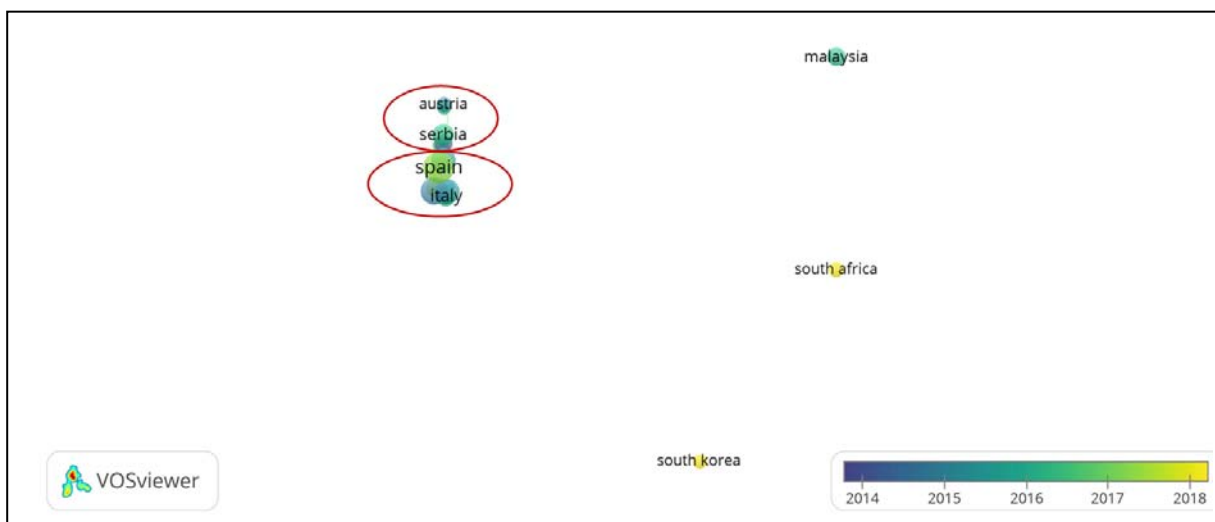 malaysia
austria
serbia
spain
italy
south africa
south korea
VOSviewer
2014 2015 2016 2017 2018